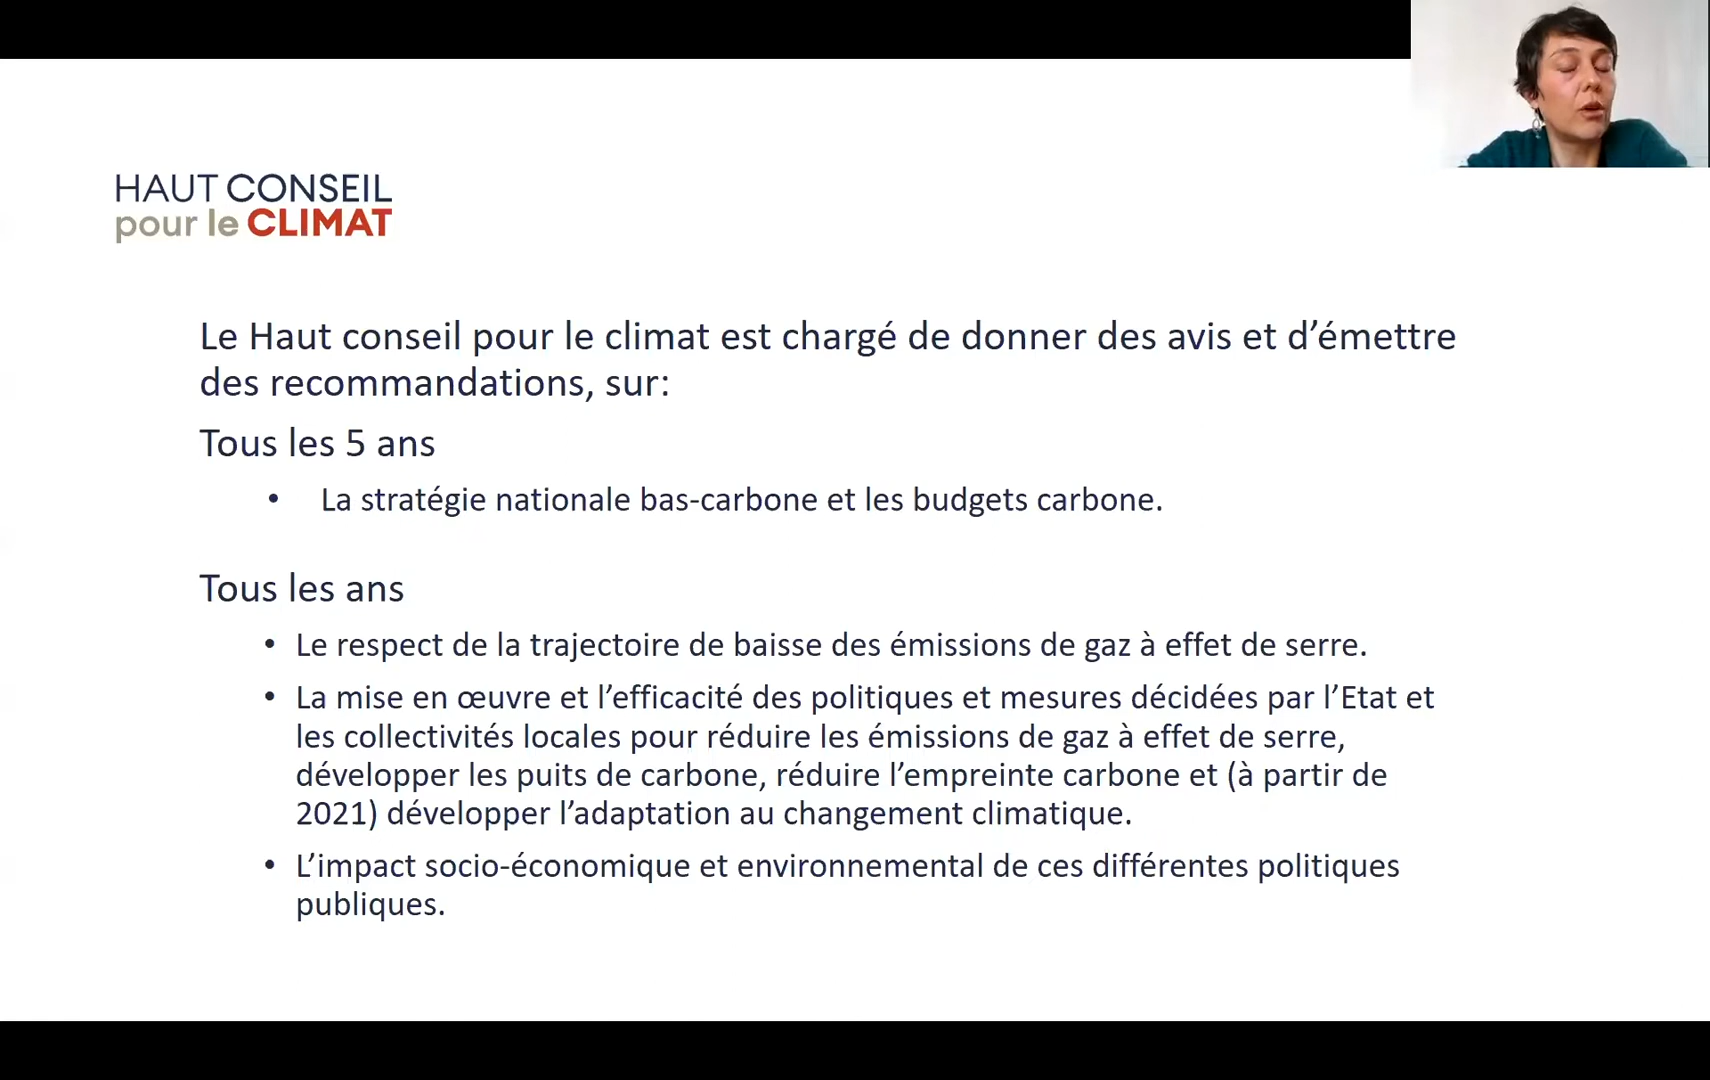 HAUT CONSEIL
pour le CLIMAT
Le Haut conseil pour le climat est chargé de donner des avis et d’émettre
des recommandations, sur:
Tous les 5 ans
• La stratégie nationale bas-carbone et les budgets carbone.
Tous les ans
• Le respect de la trajectoire de baisse des émissions de gaz à effet de serre.
• La mise en œuvre et l’efficacité des politiques et mesures décidées par l’Etat et
les collectivités locales pour réduire les émissions de gaz à effet de serre,
développer les puits de carbone, réduire l’empreinte carbone et (à partir de
2021) développer l’adaptation au changement climatique.
• L’impact socio-économique et environnemental de ces différentes politiques
publiques.